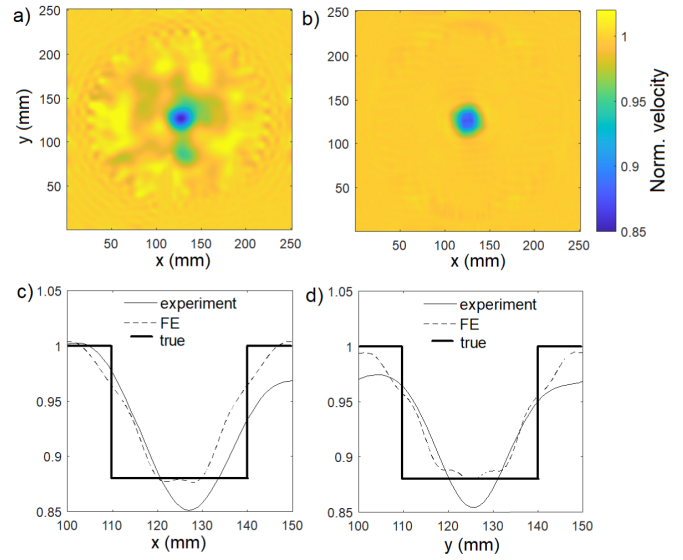 a)
250
200
150
100
50
y (mm)
50 100 150 200 250
x (mm)
b)
250
200
150
100
50
50 100 150 200 250
x (mm)
1
0.95
0.9
0.85
Norm. velocity
c)
1.05
1
0.95
0.9
0.85
experiment
FE
true
100 110 120 130 140 150
x (mm)
d)
1.05
1
0.95
0.9
0.85
experiment
FE
true
100 110 120 130 140 150
y (mm)